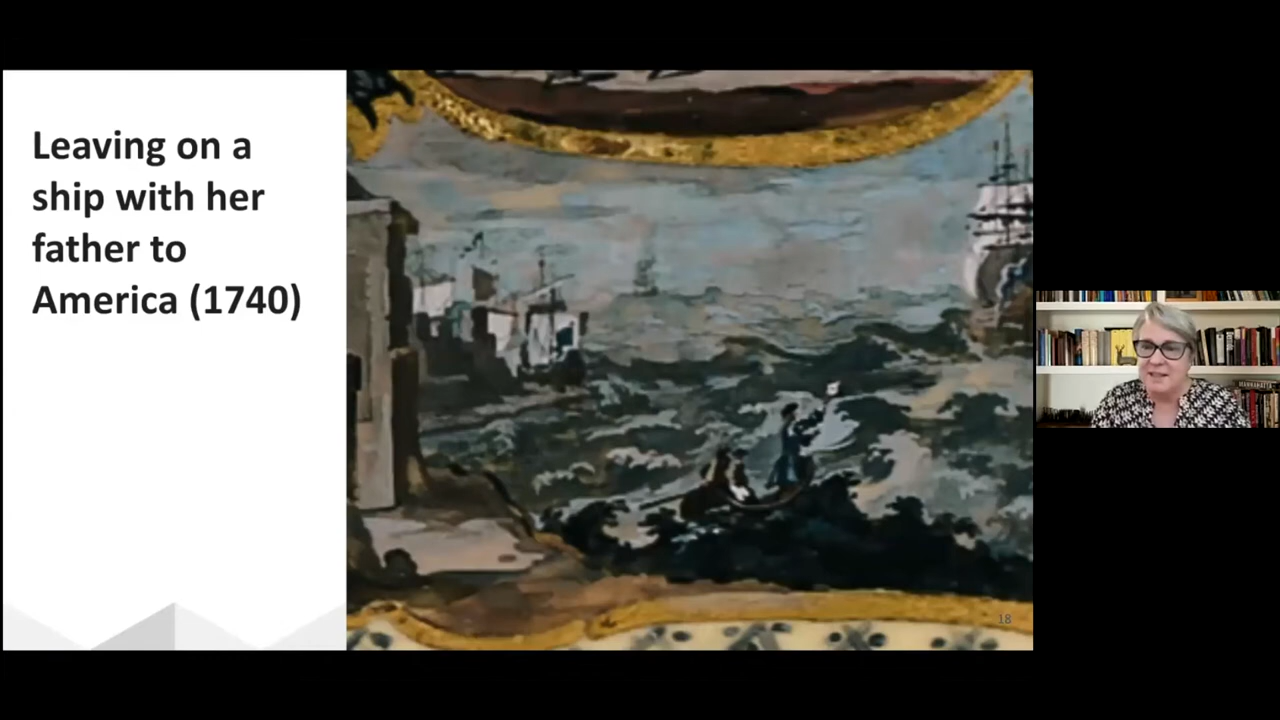 Leaving on a
ship with her
father to
America (1740)
18